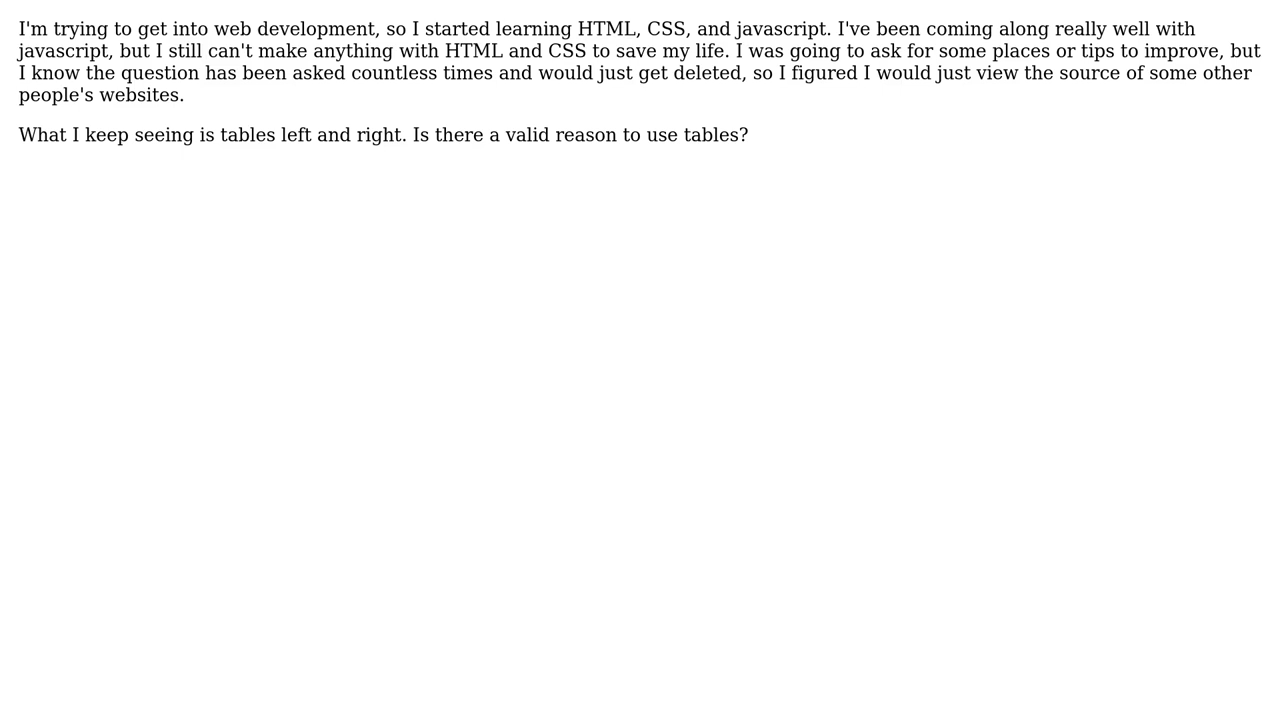 I'm trying to get into web development, so I started learning HTML, CSS, and javascript. I've been coming along really well with
javascript, but I still can't make anything with HTML and CSS to save my life. I was going to ask for some places or tips to improve, but
I know the question has been asked countless times and would just get deleted, so I figured I would just view the source of some other
people's websites.
What I keep seeing is tables left and right. Is there a valid reason to use tables?